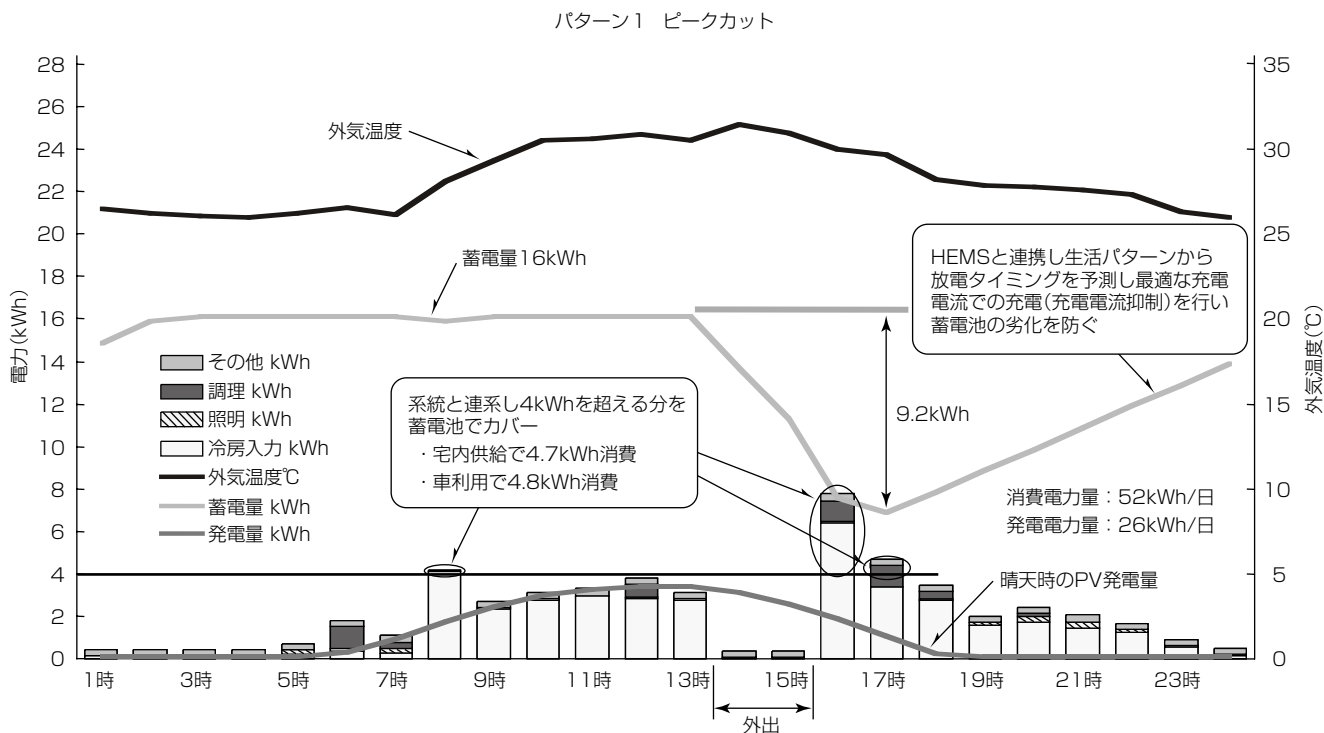 パターン1 ピークカット
電力(kWh)
28
26
24
22
20
18
16
14
12
10
8
6
4
2
0
外気温度(℃)
35
30
25
20
15
10
5
0
外気温度
蓄電量16kWh
HEMSと連携し生活パターンから
放電タイミングを予測し最適な充電
電流での充電(充電電流抑制)を行い
蓄電池の劣化を防ぐ
その他 kWh
調理 kWh
照明 kWh
冷房入力 kWh
外気温度℃
蓄電量 kWh
発電量 kWh
系統と連系し4kWhを超える分を
蓄電池でカバー
・宅内供給で4.7kWh消費
・車利用で4.8kWh消費
9.2kWh
消費電力量:52kWh/日
発電電力量:26kWh/日
晴天時のPV発電量
1時 3時 5時 7時 9時 11時 13時 15時 17時 19時 21時 23時
外出